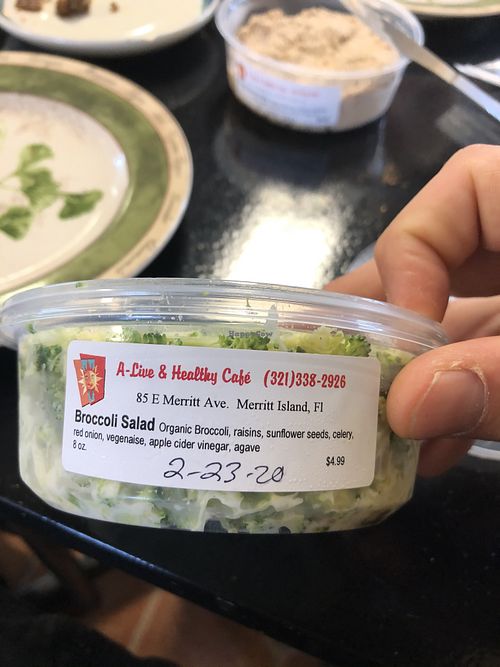 HappyCow
A-Live & Healthy Café (321)338-2926
85 E Merritt Ave. Merritt Island, Fl
Broccoli Salad Organic Broccoli, raisins, sunflower seeds, celery,
red onion, vegenaise, apple cider vinegar, agave
8 oz. $4.99
2-23-20